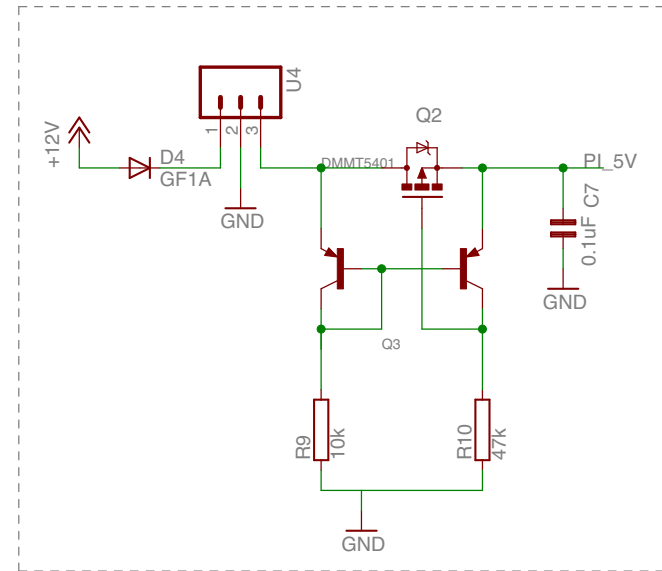 U4
Q2
+12V
1
2
3
D4
GF1A
DMMT5401
PI_5V
GND
0.1uF
C7
GND
Q3
R9
10k
R10
47k
GND